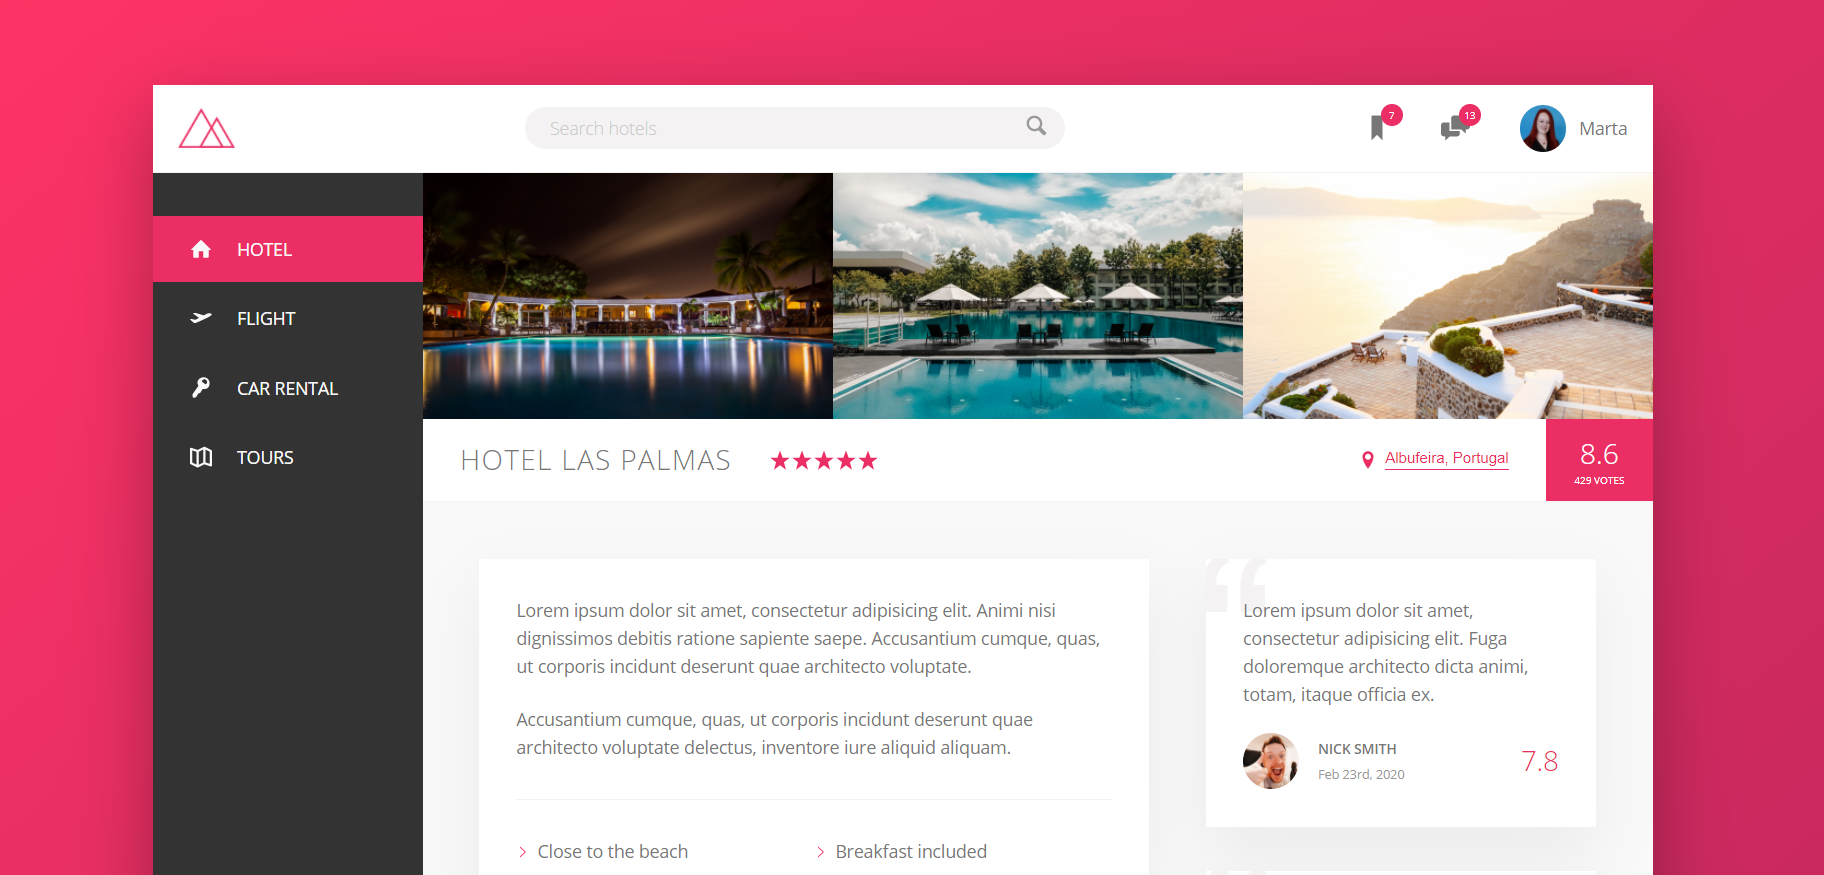 Search hotels
7
13
Marta
HOTEL
FLIGHT
CAR RENTAL
TOURS
HOTEL LAS PALMAS
Albufeira, Portugal
8.6
429 VOTES
Lorem ipsum dolor sit amet, consectetur adipisicing elit. Animi nisi
dignissimos debitis ratione sapiente saepe. Accusantium cumque, quas,
ut corporis incidunt deserunt quae architecto voluptate.
Accusantium cumque, quas, ut corporis incidunt deserunt quae
architecto voluptate delectus, inventore iure aliquid aliquam.
Close to the beach
Breakfast included
“
Lorem ipsum dolor sit amet,
consectetur adipisicing elit. Fuga
doloremque architecto dicta animi,
totam, itaque officia ex.
NICK SMITH
Feb 23rd, 2020
7.8